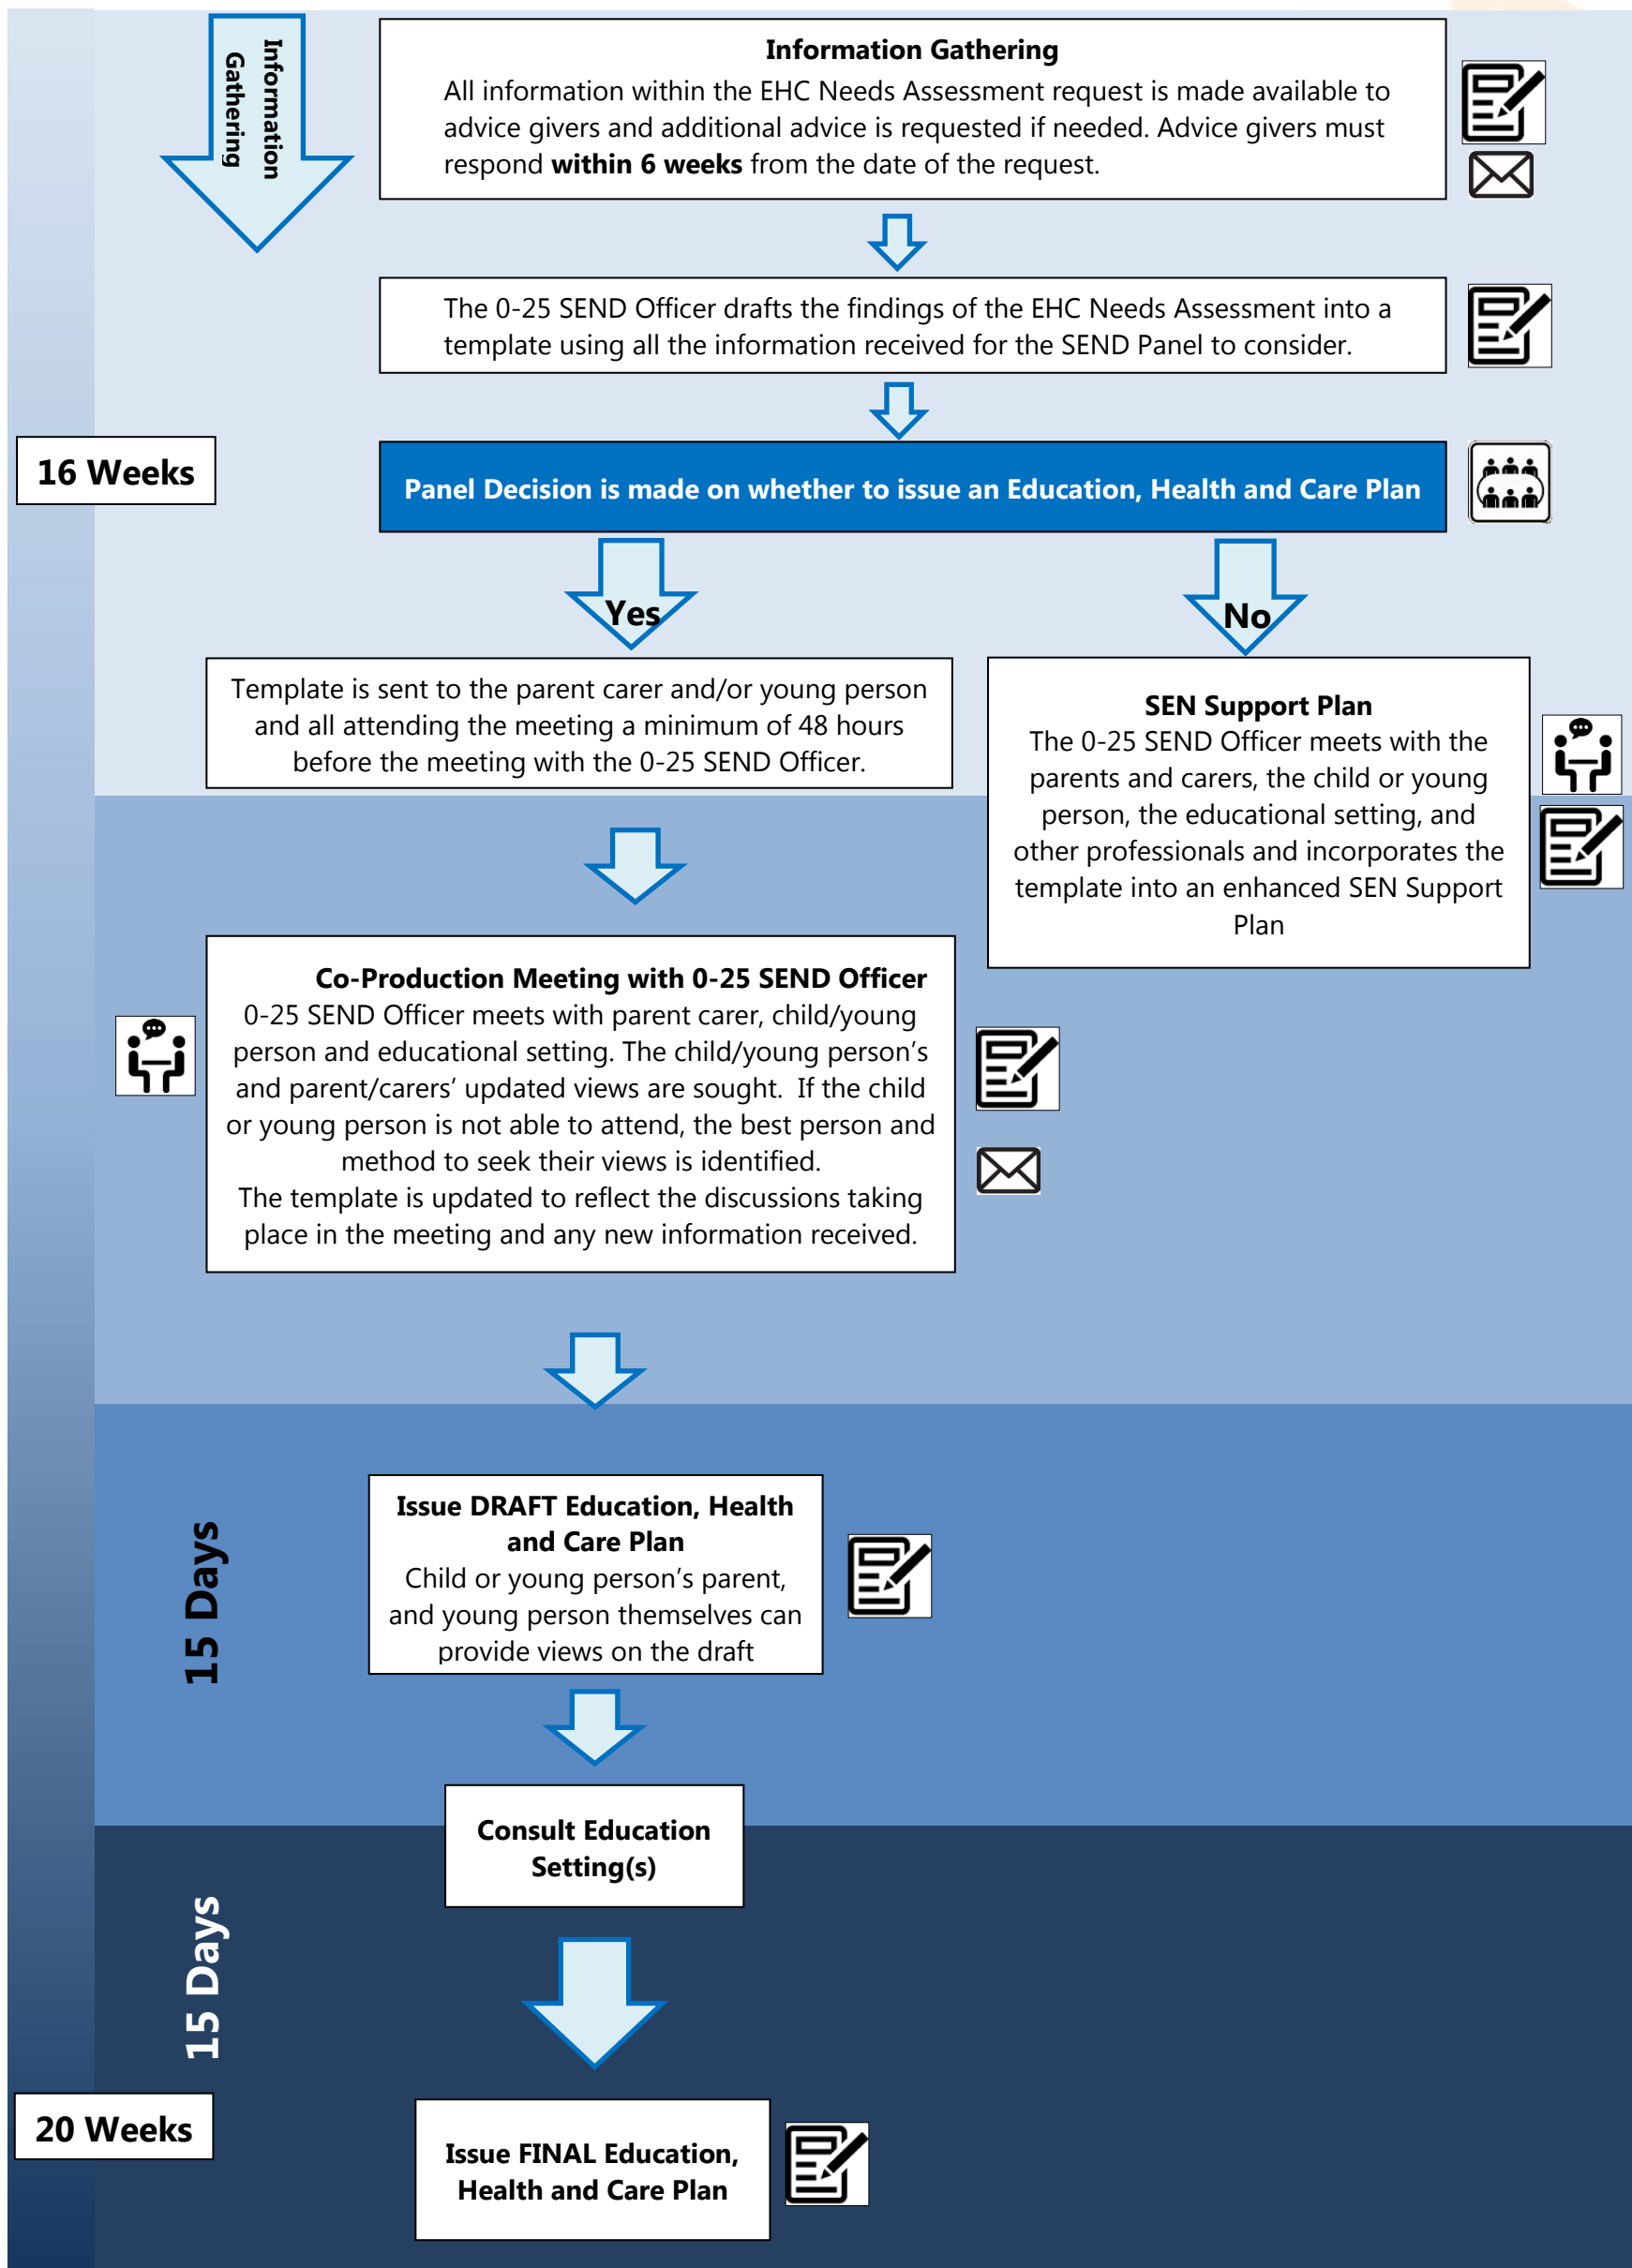 Information
Gathering
Information Gathering
All information within the EHC Needs Assessment request is made available to
advice givers and additional advice is requested if needed. Advice givers must
respond within 6 weeks from the date of the request.
The 0-25 SEND Officer drafts the findings of the EHC Needs Assessment into a
template using all the information received for the SEND Panel to consider.
16 Weeks
Panel Decision is made on whether to issue an Education, Health and Care Plan
Yes
No
Template is sent to the parent carer and/or young person
and all attending the meeting a minimum of 48 hours
before the meeting with the 0-25 SEND Officer.
SEN Support Plan
The 0-25 SEND Officer meets with the
parents and carers, the child or young
person, the educational setting, and
other professionals and incorporates the
template into an enhanced SEN Support
Plan
Co-Production Meeting with 0-25 SEND Officer
0-25 SEND Officer meets with parent carer, child/young
person and educational setting. The child/young person’s
and parent/carers’ updated views are sought.  If the child
or young person is not able to attend, the best person and
method to seek their views is identified.
The template is updated to reflect the discussions taking
place in the meeting and any new information received.
15 Days
Issue DRAFT Education, Health
and Care Plan
Child or young person’s parent,
and young person themselves can
provide views on the draft
Consult Education
Setting(s)
15 Days
20 Weeks
Issue FINAL Education,
Health and Care Plan